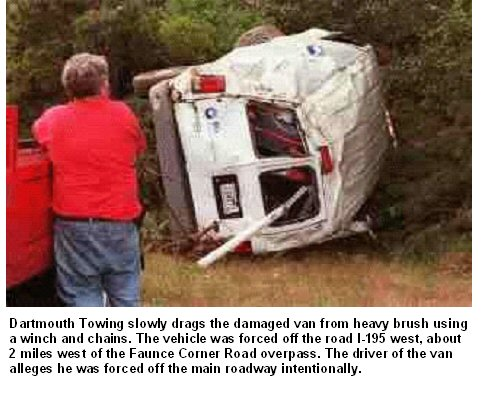 Dartmouth Towing slowly drags the damaged van from heavy brush using
a winch and chains. The vehicle was forced off the road I-195 west, about
2 miles west of the Faunce Corner Road overpass. The driver of the van
alleges he was forced off the main roadway intentionally.